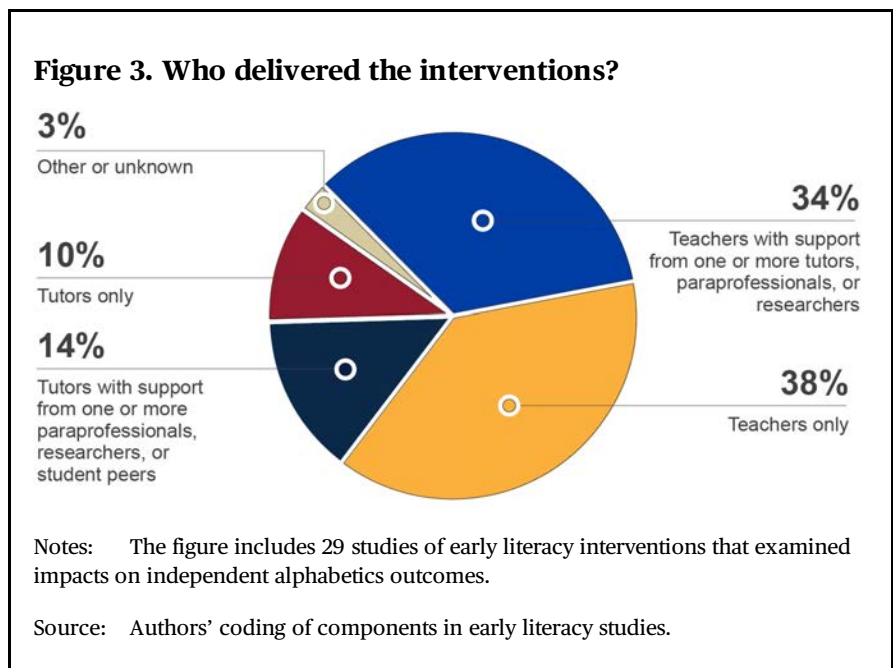 Figure 3. Who delivered the interventions?
3%
Other or unknown
10%
Tutors only
14%
Tutors with support
from one or more
paraprofessionals,
researchers, or
student peers
34%
Teachers with support
from one or more tutors,
paraprofessionals, or
researchers
38%
Teachers only
Notes: The figure includes 29 studies of early literacy interventions that examined
impacts on independent alphabetics outcomes.
Source: Authors’ coding of components in early literacy studies.